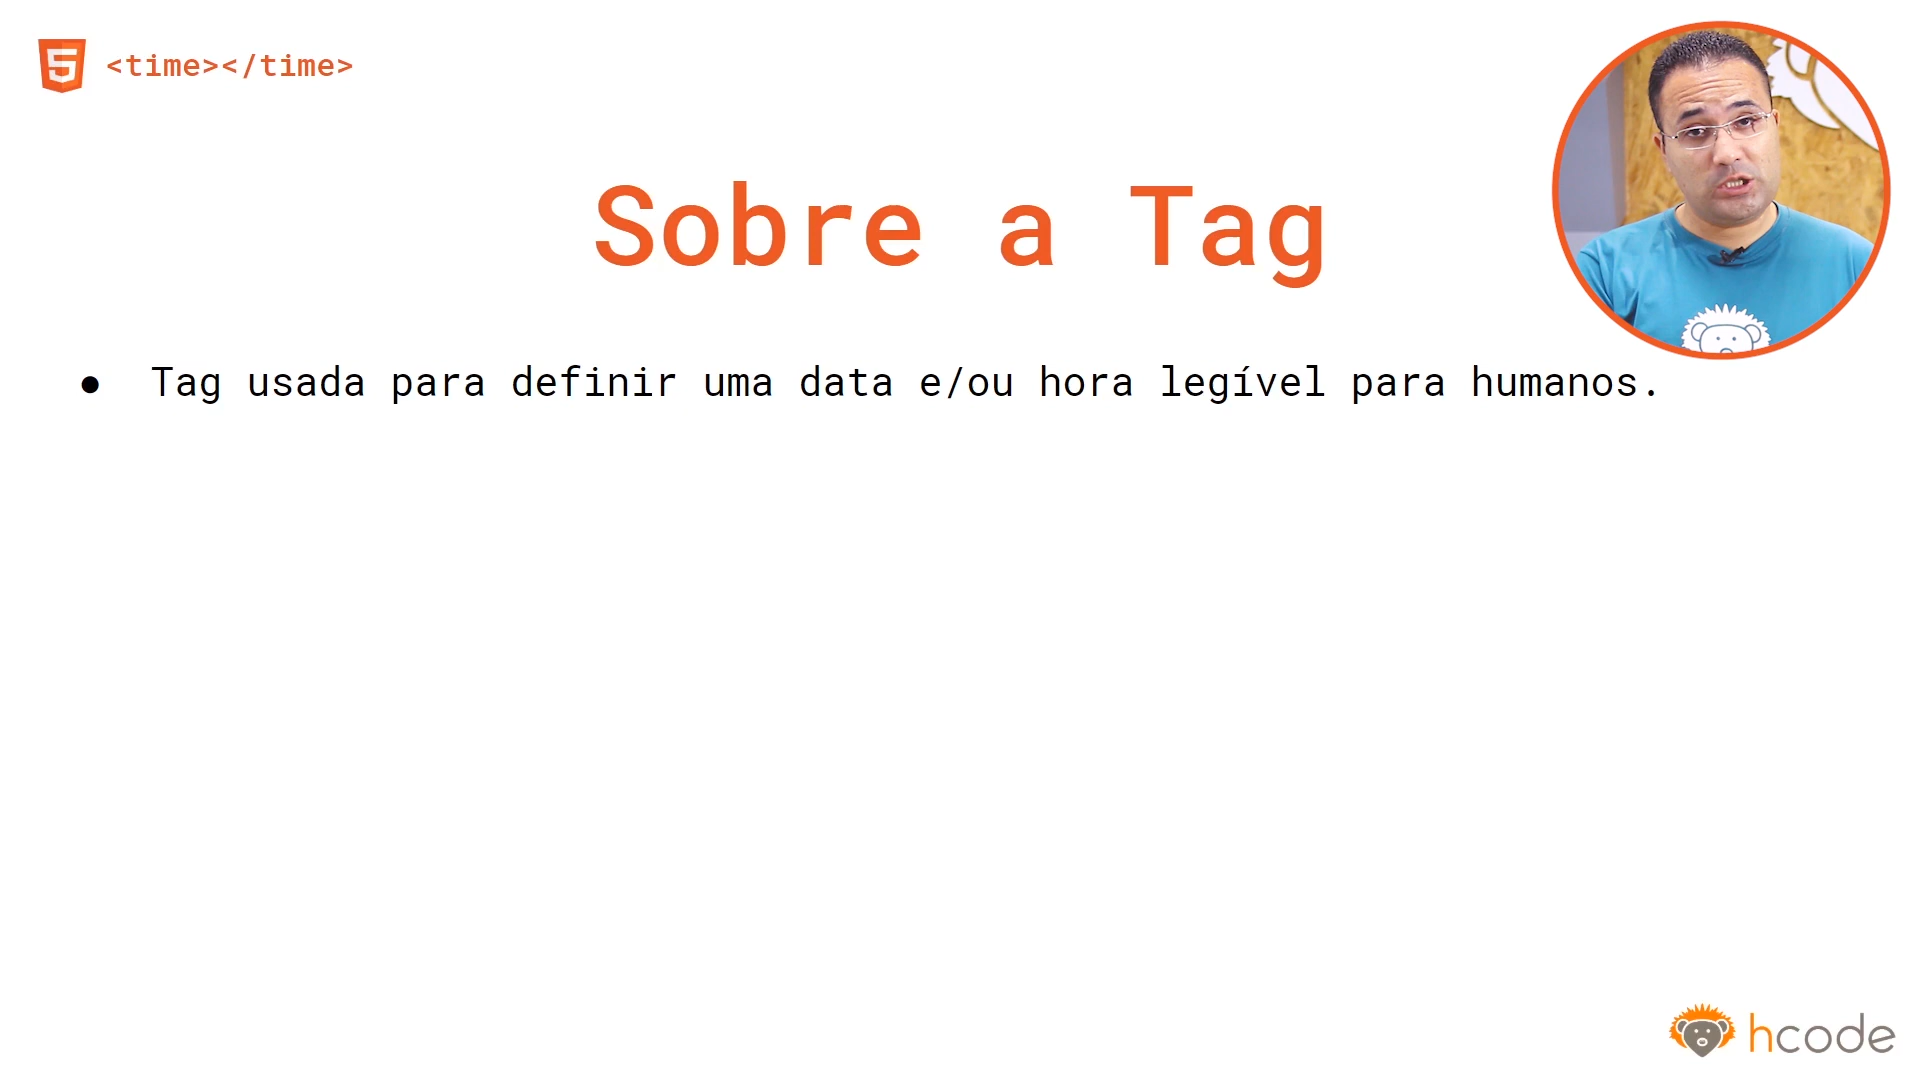 <time></time>
Sobre a Tag
● Tag usada para definir uma data e/ou hora legível para humanos.
hcode